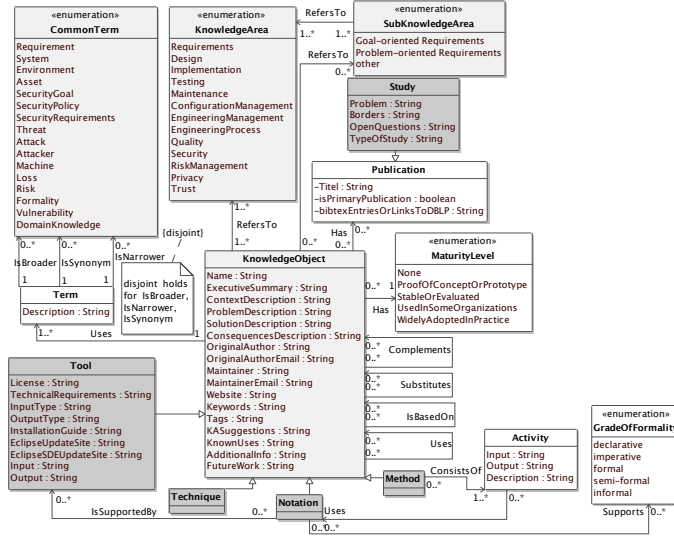 «enumeration»
CommonTerm
Requirement
System
Environment
Asset
SecurityGoal
SecurityPolicy
SecurityRequirements
Threat
Attack
Attacker
Machine
Loss
Risk
Formality
Vulnerability
DomainKnowledge
«enumeration»
KnowledgeArea
Requirements
Design
Implementation
Testing
Maintenance
ConfigurationManagement
EngineeringManagement
EngineeringProcess
Quality
Security
RiskManagement
Privacy
Trust
RefersTo
1..*
1..*
«enumeration»
SubKnowledgeArea
Goal-oriented Requirements
Problem-oriented Requirements
other
RefersTo
0..*
Study
Problem : String
Borders : String
OpenQuestions : String
TypeOfStudy : String
Publication
-Titel : String
-isPrimaryPublication : boolean
-bibtexEntriesOrLinksToDBLP : String
1..*
RefersTo
1..*
0..*
Has
0..*
0..*
«enumeration»
MaturityLevel
None
ProofOfConceptOrPrototype
StableOrEvaluated
UsedInSomeOrganizations
WidelyAdoptedInPractice
0..*
0..*
0..*
IsBroader
IsSynonym
IsNarrower
1
1
1
{disjoint}
disjoint holds
for IsBroader,
IsNarrower,
IsSynonym
Term
Description : String
1..*
Uses
1
KnowledgeObject
Name : String
ExecutiveSummary : String
ContextDescription : String
ProblemDescription : String
SolutionDescription : String
ConsequencesDescription : String
OriginalAuthor : String
OriginalAuthorEmail : String
Maintainer : String
MaintainerEmail : String
Website : String
Keywords : String
Tags : String
KASuggestions : String
KnownUses : String
AdditionalInfo : String
FutureWork : String
0..*
1
Has
0..*
Complements
0..*
0..*
Substitutes
0..*
0..*
IsBasedOn
0..*
0..*
Uses
0..*
Tool
License : String
TechnicalRequirements : String
InputType : String
OutputType : String
InstallationGuide : String
EclipseUpdateSite : String
EclipseSDEUpdateSite : String
Input : String
Output : String
0..*
IsSupportedBy
0..*
Technique
Notation
Method
ConsistsOf
0..*
1..*
Activity
Input : String
Output : String
Description : String
0..*
Uses
0..*
0..*
«enumeration»
GradeOfFormality
declarative
imperative
formal
semi-formal
informal
Supports
0..*